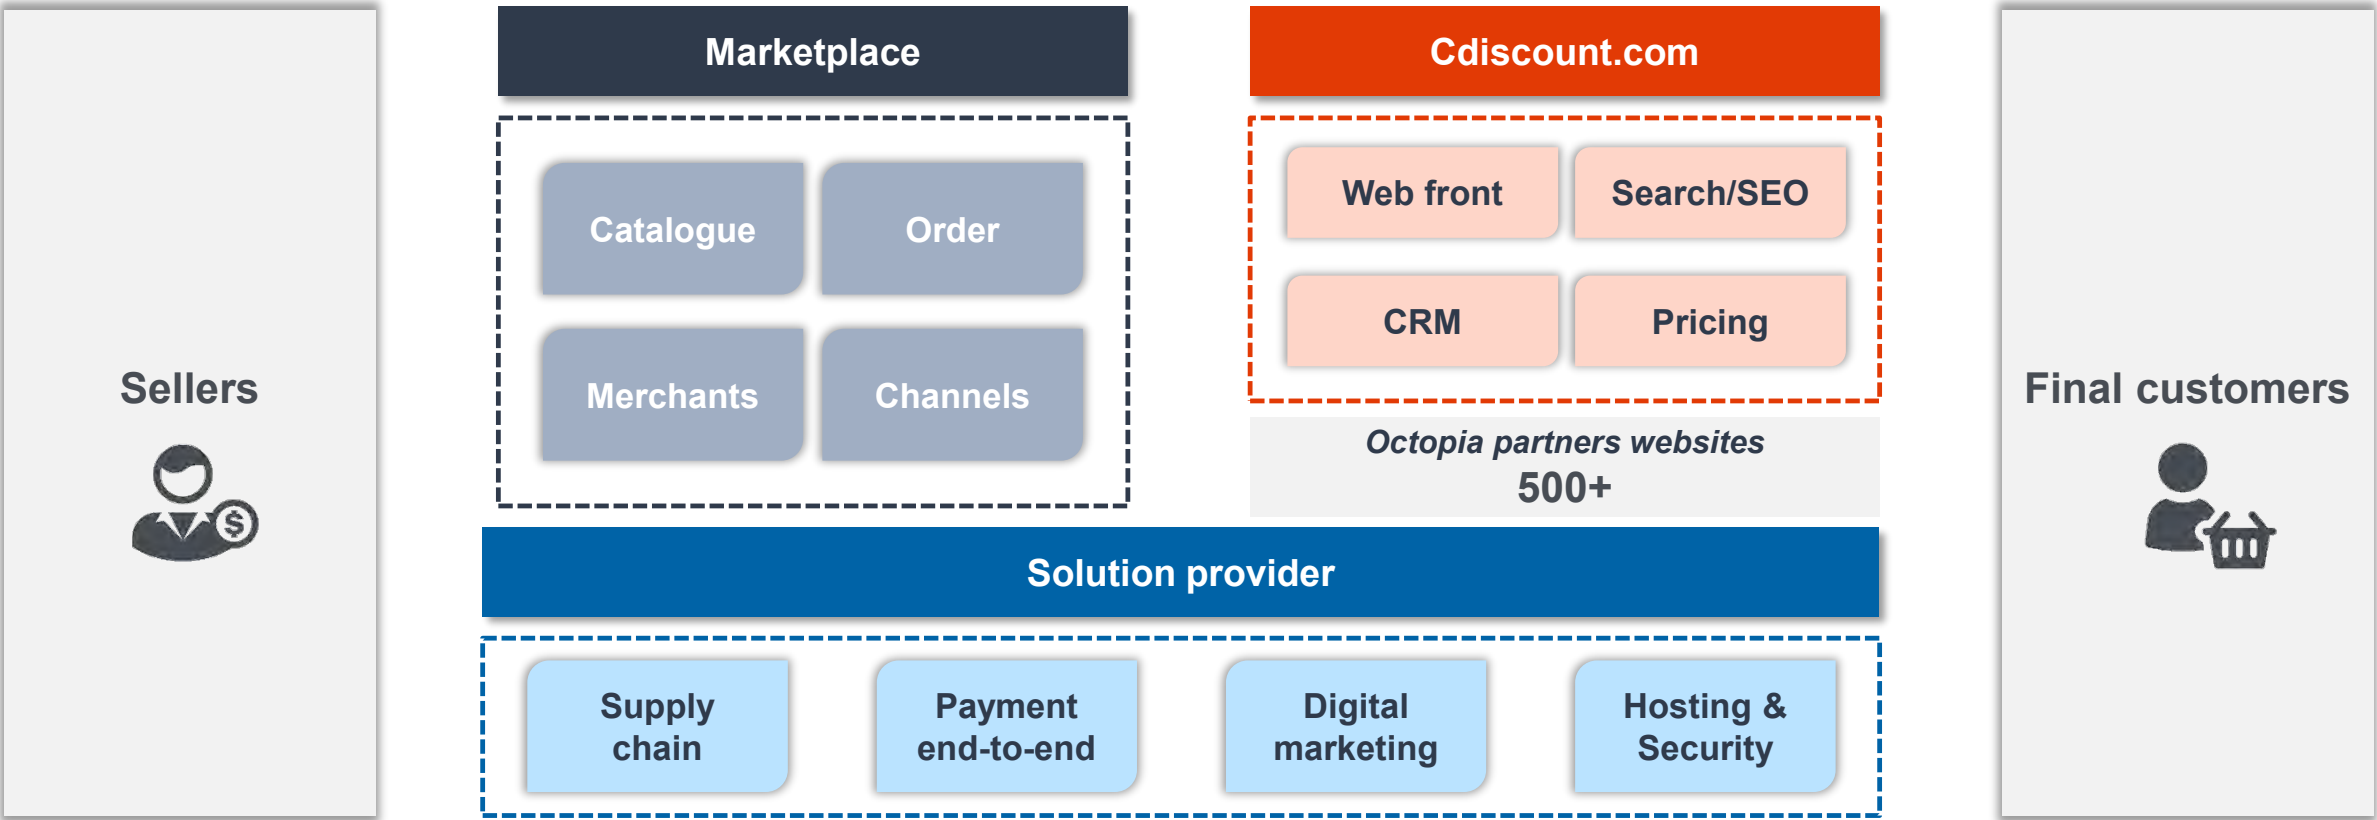 Marketplace
Cdiscount.com
Catalogue
Order
Merchants
Channels
Web front
Search/SEO
CRM
Pricing
Octopia partners websites
500+
Sellers
$
Final customers
Solution provider
Supply
chain
Payment
end-to-end
Digital
marketing
Hosting &
Security